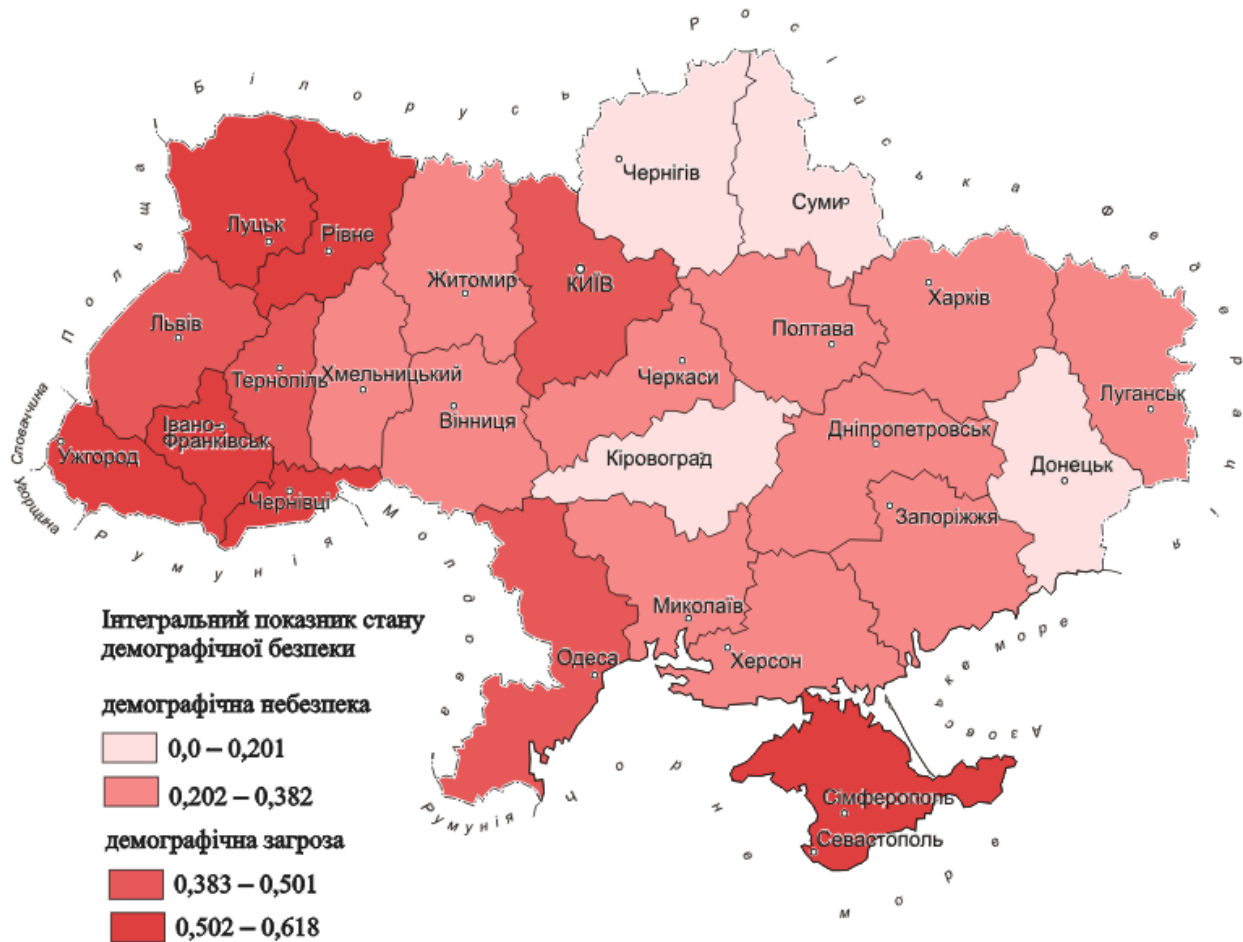 Російська Федерація
Білорусь
Польща
Словаччина
Угорщина
Румунія
Молдова
Румунія
Чорне море
Азовське море
Чернігів
Суми
Луцьк
Рівне
Житомир
КИЇВ
Харків
Львів
Полтава
Тернопіль
Хмельницький
Черкаси
Луганськ
Вінниця
Івано-
Франківськ
Дніпропетровськ
Ужгород
Кіровоград
Донецьк
Чернівці
Запоріжжя
Миколаїв
Одеса
Херсон
Сімферополь
Севастополь
Інтегральний показник стану
демографічної безпеки
демографічна небезпека
0,0 – 0,201
0,202 – 0,382
демографічна загроза
0,383 – 0,501
0,502 – 0,618